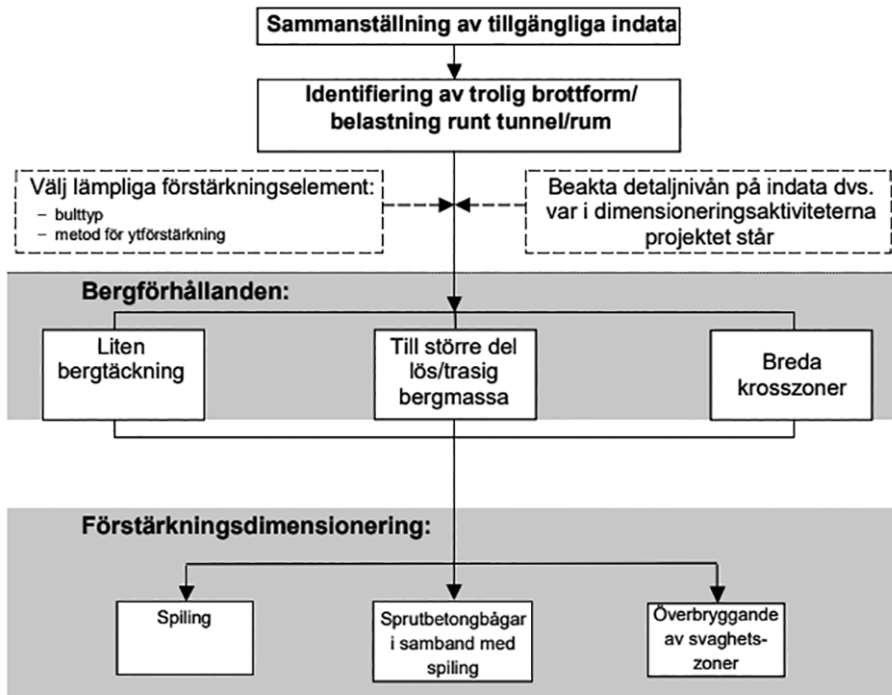 Sammanställning av tillgängliga indata
Identifiering av trolig brottform/
belastning runt tunnel/rum
Välj lämpliga förstärkningselement:
– bulttyp
– metod för ytförstärkning
Beakta detaljnivån på indata dvs.
var i dimensioneringsaktiviteterna
projektet står
Bergförhållanden:
Liten
bergtäckning
Till större del
lös/trasig
bergmassa
Breda
krosszoner
Förstärkningsdimensionering:
Spiling
Sprutbetongbågar
i samband med
spiling
Överbryggande
av svaghets-
zoner